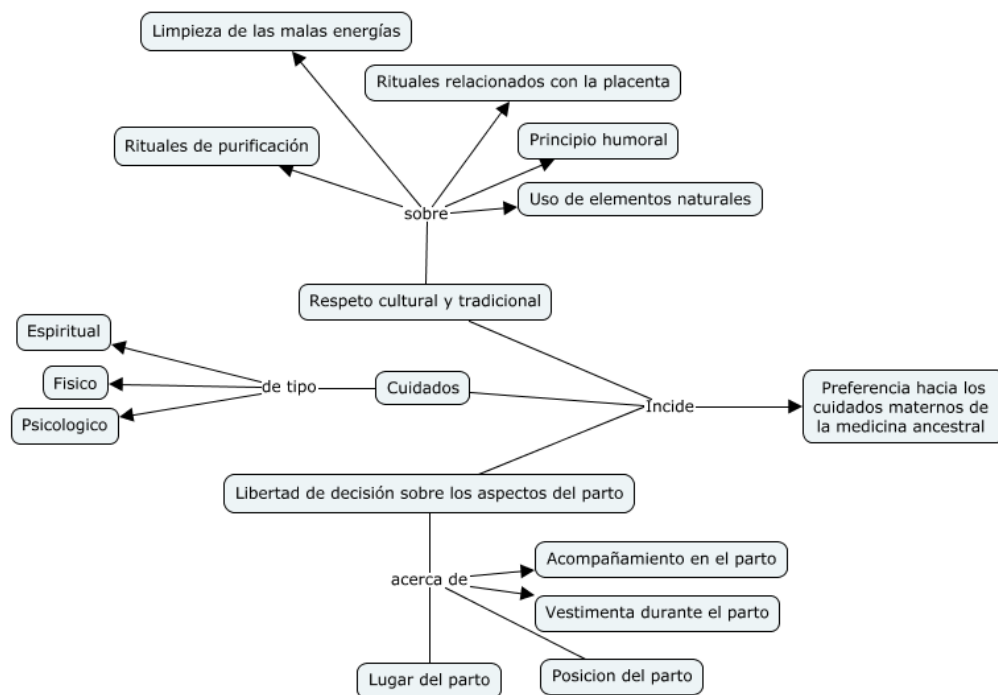 Limpieza de las malas energías
Rituales relacionados con la placenta
Rituales de purificación
Principio humoral
Uso de elementos naturales
sobre
Respeto cultural y tradicional
Espiritual
Fisico
Psicologico
de tipo
Cuidados
Incide
Preferencia hacia los
cuidados maternos de
la medicina ancestral
Libertad de decisión sobre los aspectos del parto
acerca de
Acompañamiento en el parto
Vestimenta durante el parto
Posicion del parto
Lugar del parto